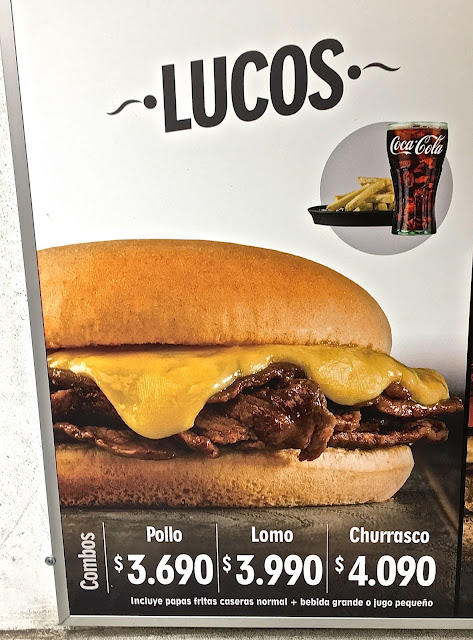 LUCOS
Coca-Cola
Combos
Pollo Lomo Churrasco
$3.690 $3.990 $4.090
Incluye papas fritas caseras normal + bebida grande o jugo pequeño